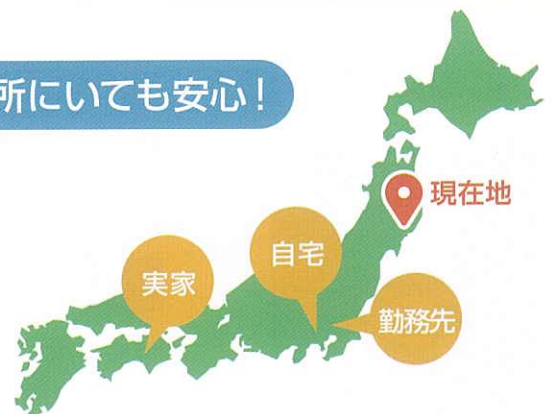 所にいても安心！
現在地
自宅
実家
勤務先